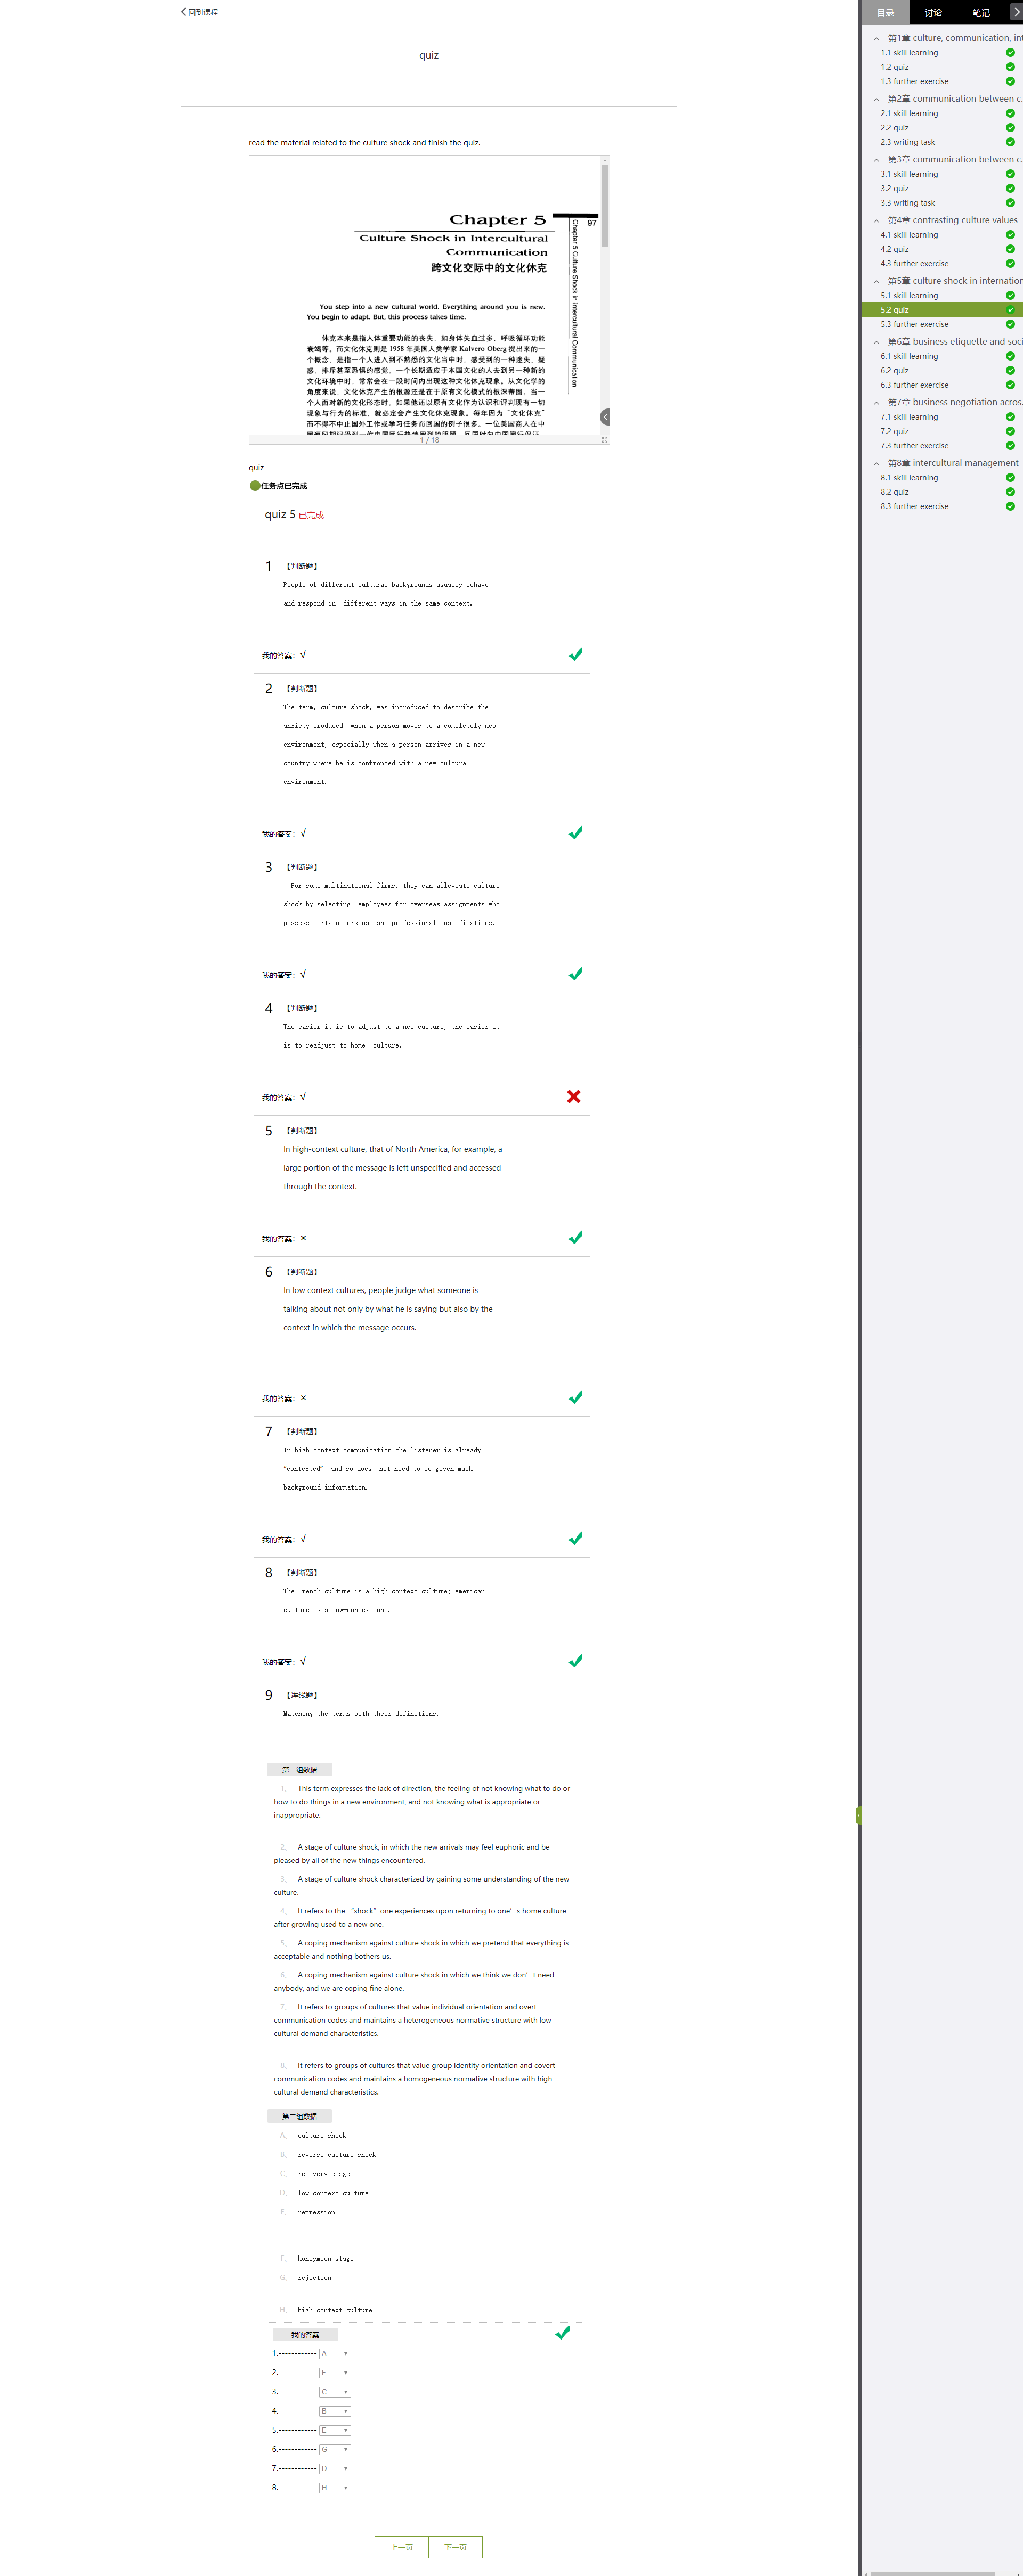 回到课程
quiz
read the material related to the culture shock and finish the quiz.
Chapter 5
97
Culture Shock in Intercultural
Communication
跨文化交际中的文化休克
Chapter 5 Culture Shock in Intercultural Communication
You step into a new cultural world. Everything around you is new.
You begin to adapt. But, this process takes time.
休克本来是指人体重要功能的丧失，如身体失血过多，呼吸循环功能
衰竭等。而文化休克则是 1958 年美国人类学家 Kalvero Oberg 提出来的一
个概念，是指一个人进入到不熟悉的文化当中时，感受到的一种迷失、疑
惑、排斥甚至恐惧的感觉。一个长期适应于本国文化的人去到另一种新的
文化环境中时，常常会在一段时间内出现这种文化休克现象。从文化学的
角度来说，文化休克产生的根源还是在于原有文化模式的根深蒂固。当一
个人面对新的文化形态时，如果他还以原有文化作为认识和评判现有一切
现象与行为的标准，就必定会产生文化休克现象。每年因为“文化休克”
而不得不中止国外工作或学习任务而回国的例子很多。一位美国商人在中
1 / 18
quiz
任务点已完成
quiz 5 已完成
1 【判断题】
People of different cultural backgrounds usually behave
and respond in different ways in the same context.
我的答案：√
2 【判断题】
The term, culture shock, was introduced to describe the
anxiety produced when a person moves to a completely new
environment, especially when a person arrives in a new
country where he is confronted with a new cultural
environment.
我的答案：√
3 【判断题】
For some multinational firms, they can alleviate culture
shock by selecting employees for overseas assignments who
possess certain personal and professional qualifications.
我的答案：√
4 【判断题】
The easier it is to adjust to a new culture, the easier it
is to readjust to home culture.
我的答案：√
5 【判断题】
In high-context culture, that of North America, for example, a
large portion of the message is left unspecified and accessed
through the context.
我的答案：×
6 【判断题】
In low context cultures, people judge what someone is
talking about not only by what he is saying but also by the
context in which the message occurs.
我的答案：×
7 【判断题】
In high-context communication the listener is already
“contexted” and so does not need to be given much
background information.
我的答案：√
8 【判断题】
The French culture is a high-context culture; American
culture is a low-context one.
我的答案：√
9 【连线题】
Matching the terms with their definitions.
第一组数据
1、 This term expresses the lack of direction, the feeling of not knowing what to do or
how to do things in a new environment, and not knowing what is appropriate or
inappropriate.
2、 A stage of culture shock, in which the new arrivals may feel euphoric and be
pleased by all of the new things encountered.
3、 A stage of culture shock characterized by gaining some understanding of the new
culture.
4、 It refers to the “shock” one experiences upon returning to one’s home culture
after growing used to a new one.
5、 A coping mechanism against culture shock in which we pretend that everything is
acceptable and nothing bothers us.
6、 A coping mechanism against culture shock in which we think we don’t need
anybody, and we are coping fine alone.
7、 It refers to groups of cultures that value individual orientation and overt
communication codes and maintains a heterogeneous normative structure with low
cultural demand characteristics.
8、 It refers to groups of cultures that value group identity orientation and covert
communication codes and maintains a homogeneous normative structure with high
cultural demand characteristics.
第二组数据
A、 culture shock
B、 reverse culture shock
C、 recovery stage
D、 low-context culture
E、 repression
F、 honeymoon stage
G、 rejection
H、 high-context culture
我的答案
1.------------ A
2.------------ F
3.------------ C
4.------------ B
5.------------ E
6.------------ G
7.------------ D
8.------------ H
上一页 下一页
目录 讨论 笔记
第1章 culture, communication, int
1.1 skill learning
1.2 quiz
1.3 further exercise
第2章 communication between c...
2.1 skill learning
2.2 quiz
2.3 writing task
第3章 communication between c...
3.1 skill learning
3.2 quiz
3.3 writing task
第4章 contrasting culture values
4.1 skill learning
4.2 quiz
4.3 further exercise
第5章 culture shock in internation
5.1 skill learning
5.2 quiz
5.3 further exercise
第6章 business etiquette and soci
6.1 skill learning
6.2 quiz
6.3 further exercise
第7章 business negotiation acros...
7.1 skill learning
7.2 quiz
7.3 further exercise
第8章 intercultural management
8.1 skill learning
8.2 quiz
8.3 further exercise